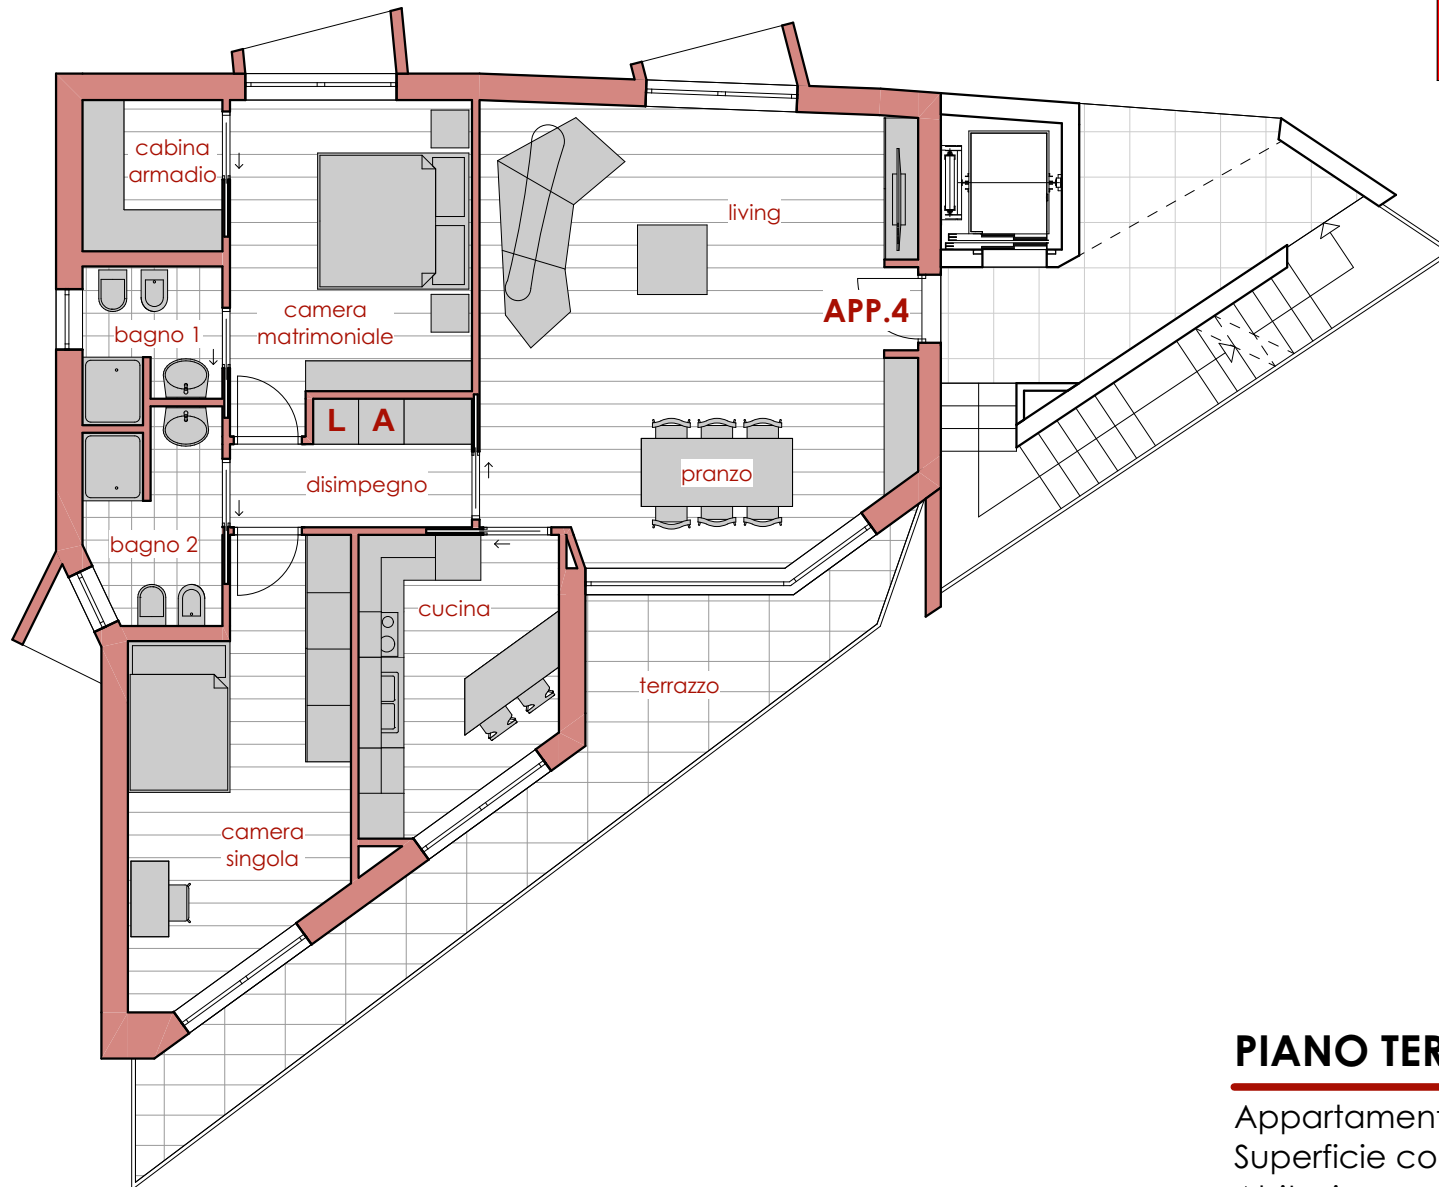 cabina
armadio
living
camera
matrimoniale
bagno 1
APP.4
L A
pranzo
disimpegno
bagno 2
cucina
terrazzo
camera
singola
PIANO TER
Appartament
Superficie co